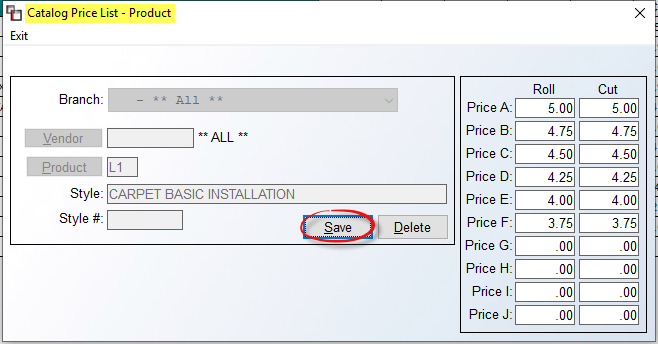 Catalog Price List - Product
Exit
Branch: - ** All **
Vendor ** ALL **
Product L1
Style: CARPET BASIC INSTALLATION
Style #:
Save Delete
Roll Cut
Price A: 5.00 5.00
Price B: 4.75 4.75
Price C: 4.50 4.50
Price D: 4.25 4.25
Price E: 4.00 4.00
Price F: 3.75 3.75
Price G: .00 .00
Price H: .00 .00
Price I: .00 .00
Price J: .00 .00